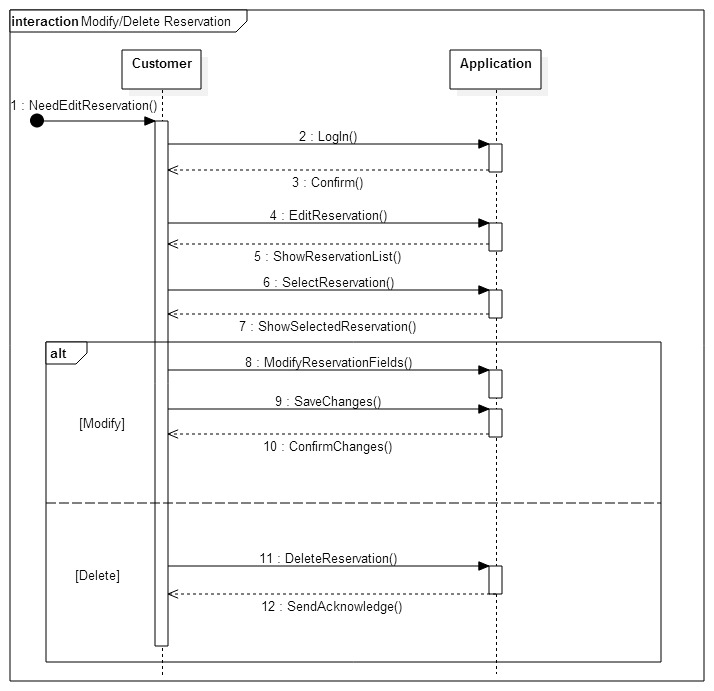 interaction Modify/Delete Reservation
Customer
Application
1 : NeedEditReservation()
2 : LogIn()
3 : Confirm()
4 : EditReservation()
5 : ShowReservationList()
6 : SelectReservation()
7 : ShowSelectedReservation()
alt
8 : ModifyReservationFields()
9 : SaveChanges()
[Modify]
10 : ConfirmChanges()
11 : DeleteReservation()
[Delete]
12 : SendAcknowledge()